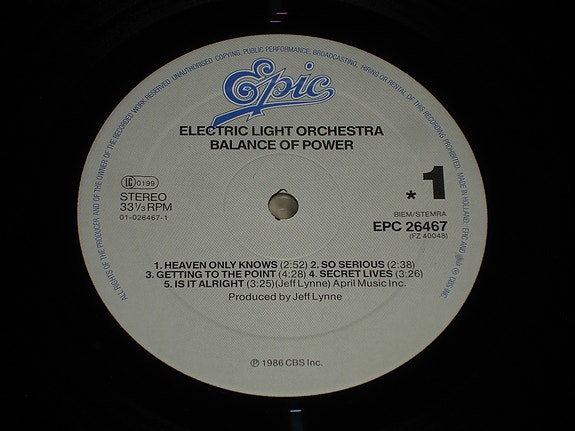 ALL RIGHTS OF THE PRODUCER AND OF THE OWNER OF THE RECORDED WORK RESERVED. UNAUTHORISED COPYING, PUBLIC PERFORMANCE, BROADCASTING, HIRING OR RENTAL OF THIS RECORDING PROHIBITED. MADE IN HOLLAND. EPIC AND ® CBS INC.
Epic
ELECTRIC LIGHT ORCHESTRA
BALANCE OF POWER
LC 0199
STEREO
33⅓ RPM
01-026467-1
* 1
BIEM/STEMRA
EPC 26467
(FZ 40048)
1. HEAVEN ONLY KNOWS (2:52) 2. SO SERIOUS (2:38)
3. GETTING TO THE POINT (4:28) 4. SECRET LIVES (3:26)
5. IS IT ALRIGHT (3:25)(Jeff Lynne) April Music Inc.
Produced by Jeff Lynne
℗ 1986 CBS Inc.